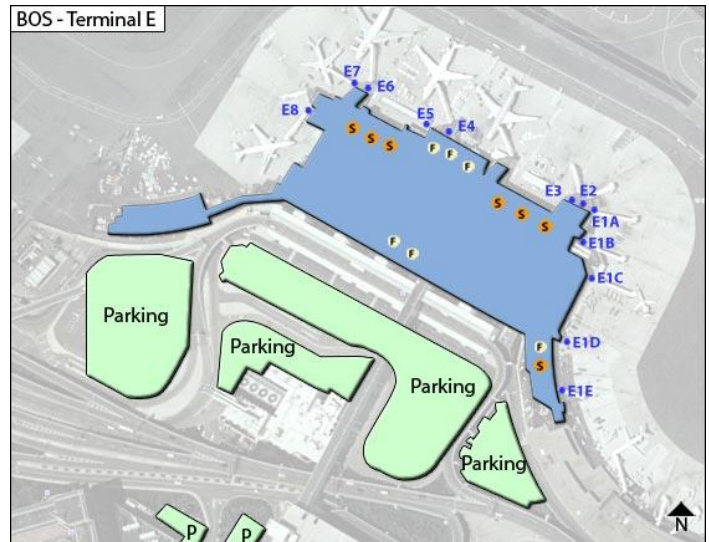 BOS - Terminal E
E7
E6
E8
E5
E4
S
S
S
F
F
F
E3
E2
S
S
S
E1A
E1B
F
F
E1C
Parking
Parking
F
E1D
S
Parking
E1E
Parking
P
P
N